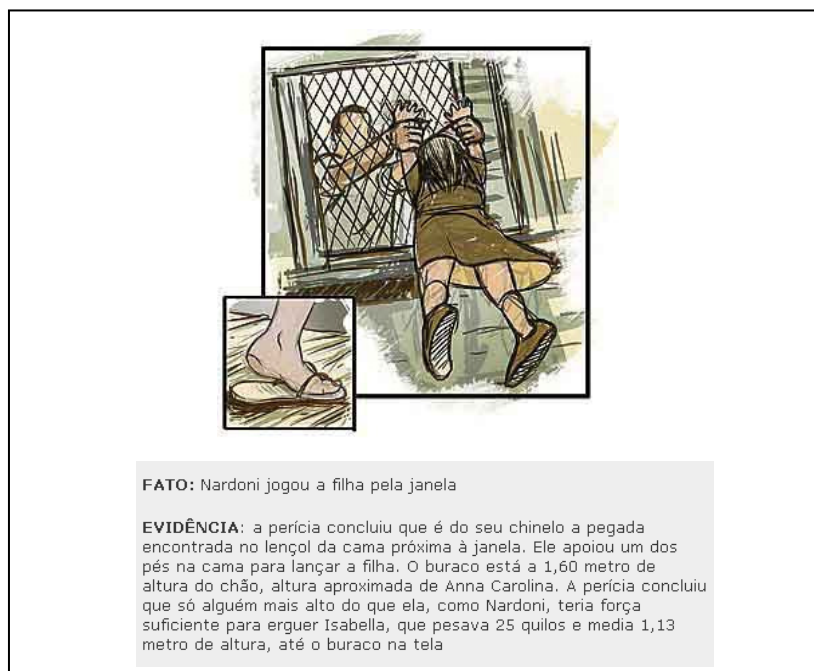 FATO: Nardoni jogou a filha pela janela
EVIDÊNCIA: a perícia concluiu que é do seu chinelo a pegada
encontrada no lençol da cama próxima à janela. Ele apoiou um dos
pés na cama para lançar a filha. O buraco está a 1,60 metro de
altura do chão, altura aproximada de Anna Carolina. A perícia concluiu
que só alguém mais alto do que ela, como Nardoni, teria força
suficiente para erguer Isabella, que pesava 25 quilos e media 1,13
metro de altura, até o buraco na tela